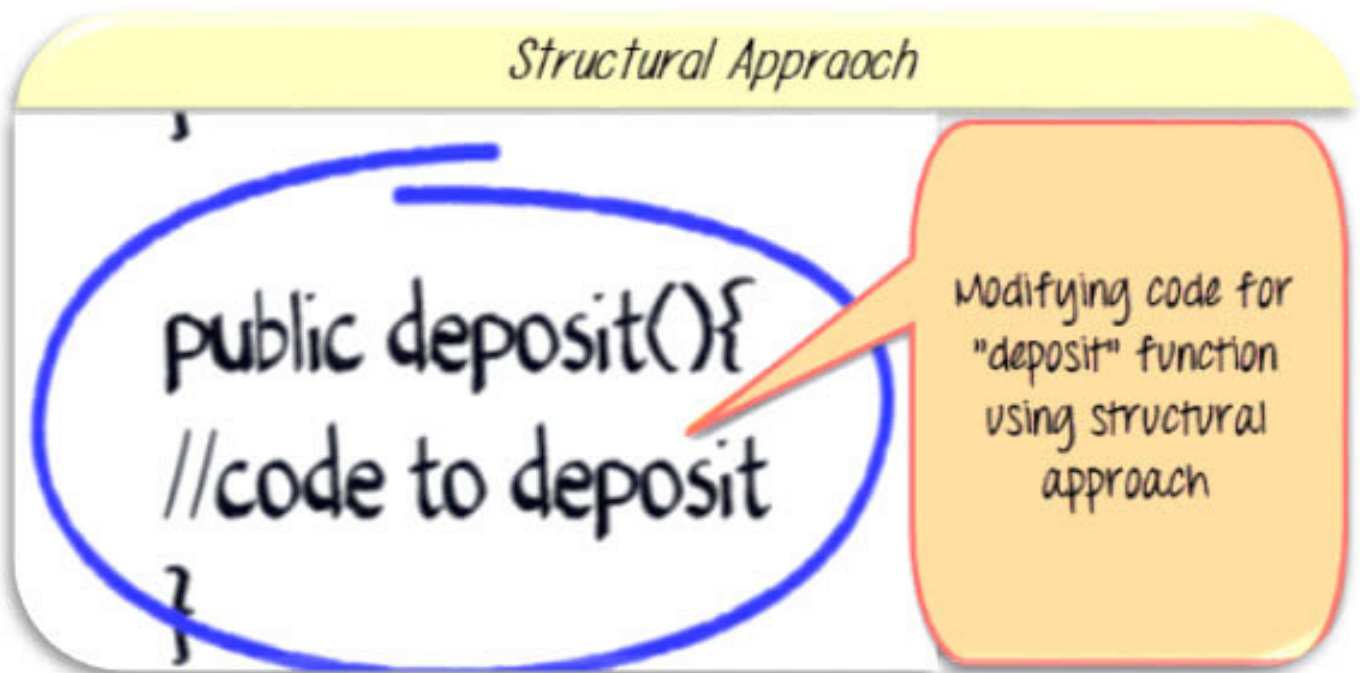 Structural Appraoch
}
public deposit(){
//code to deposit
}
Modifying code for
"deposit" function
using structural
approach